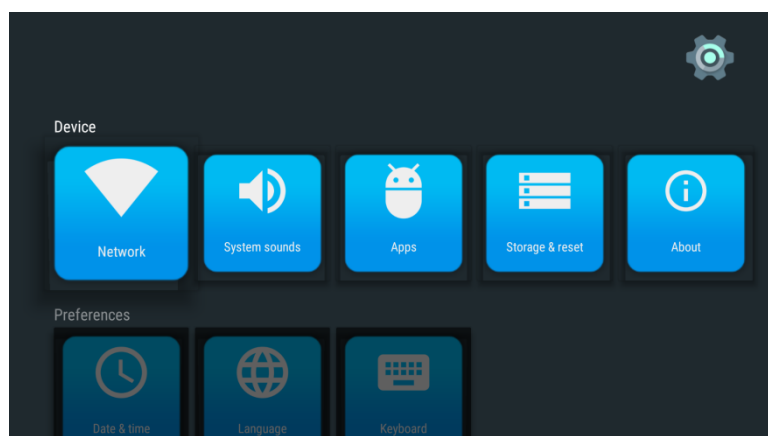 Device
Network
System sounds
Apps
Storage & reset
About
Preferences
Date & time
Language
Keyboard